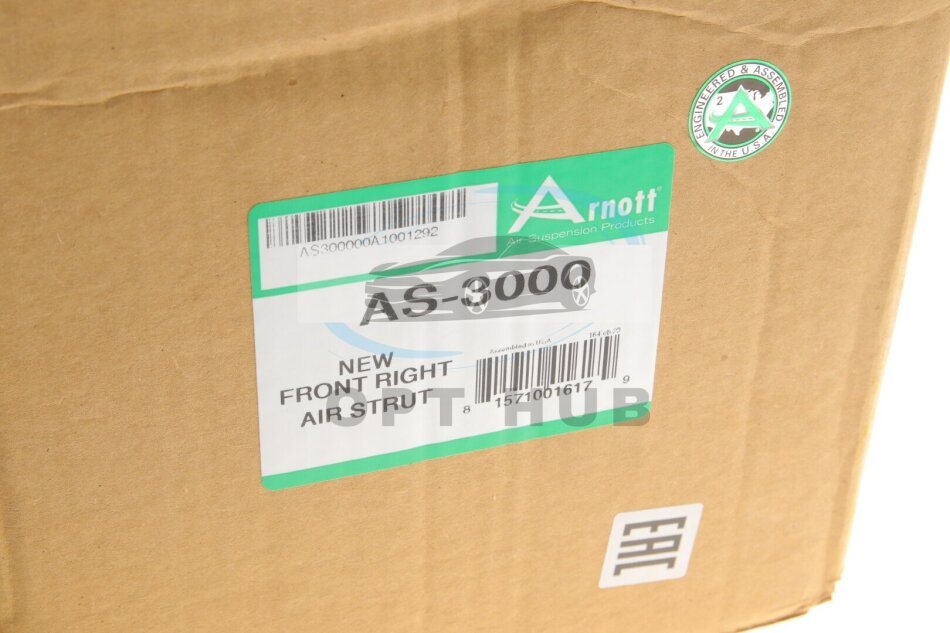 ENGINEERED & ASSEMBLED
2
A
IN THE U.S.A
Arnott®
Air Suspension Products
AS300000A1001292
AS-3000
Assembled in USA
NEW
FRONT RIGHT
AIR STRUT
8 1571001617 9
OPT HUB
EAC